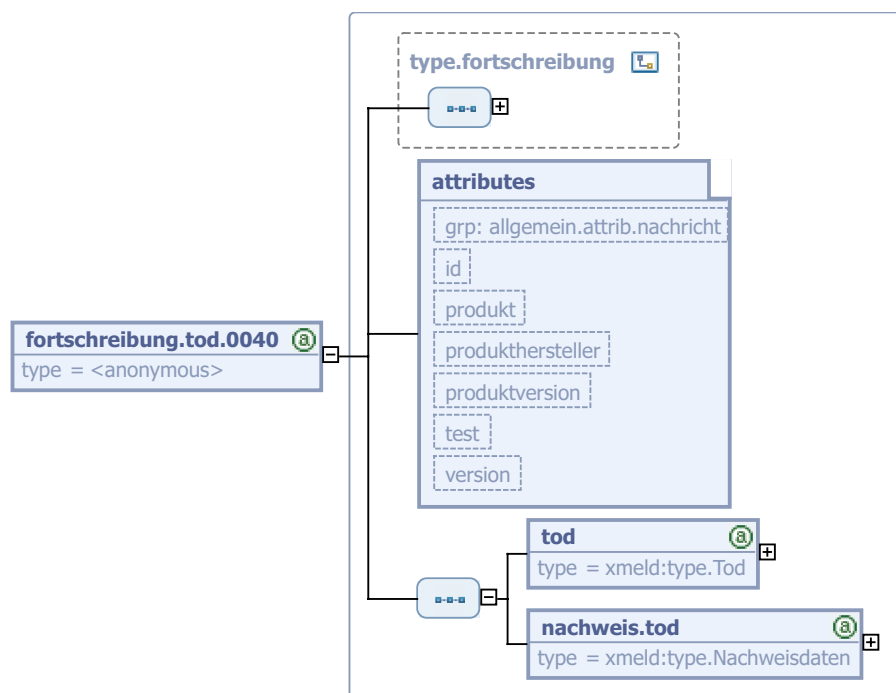 type.fortschreibung
attributes
grp: allgemein.attrib.nachricht
id
produkt
produkthersteller
produktversion
test
version
fortschreibung.tod.0040 @
type = <anonymous>
tod @
type = xmeld:type.Tod
nachweis.tod @
type = xmeld:type.Nachweisdaten